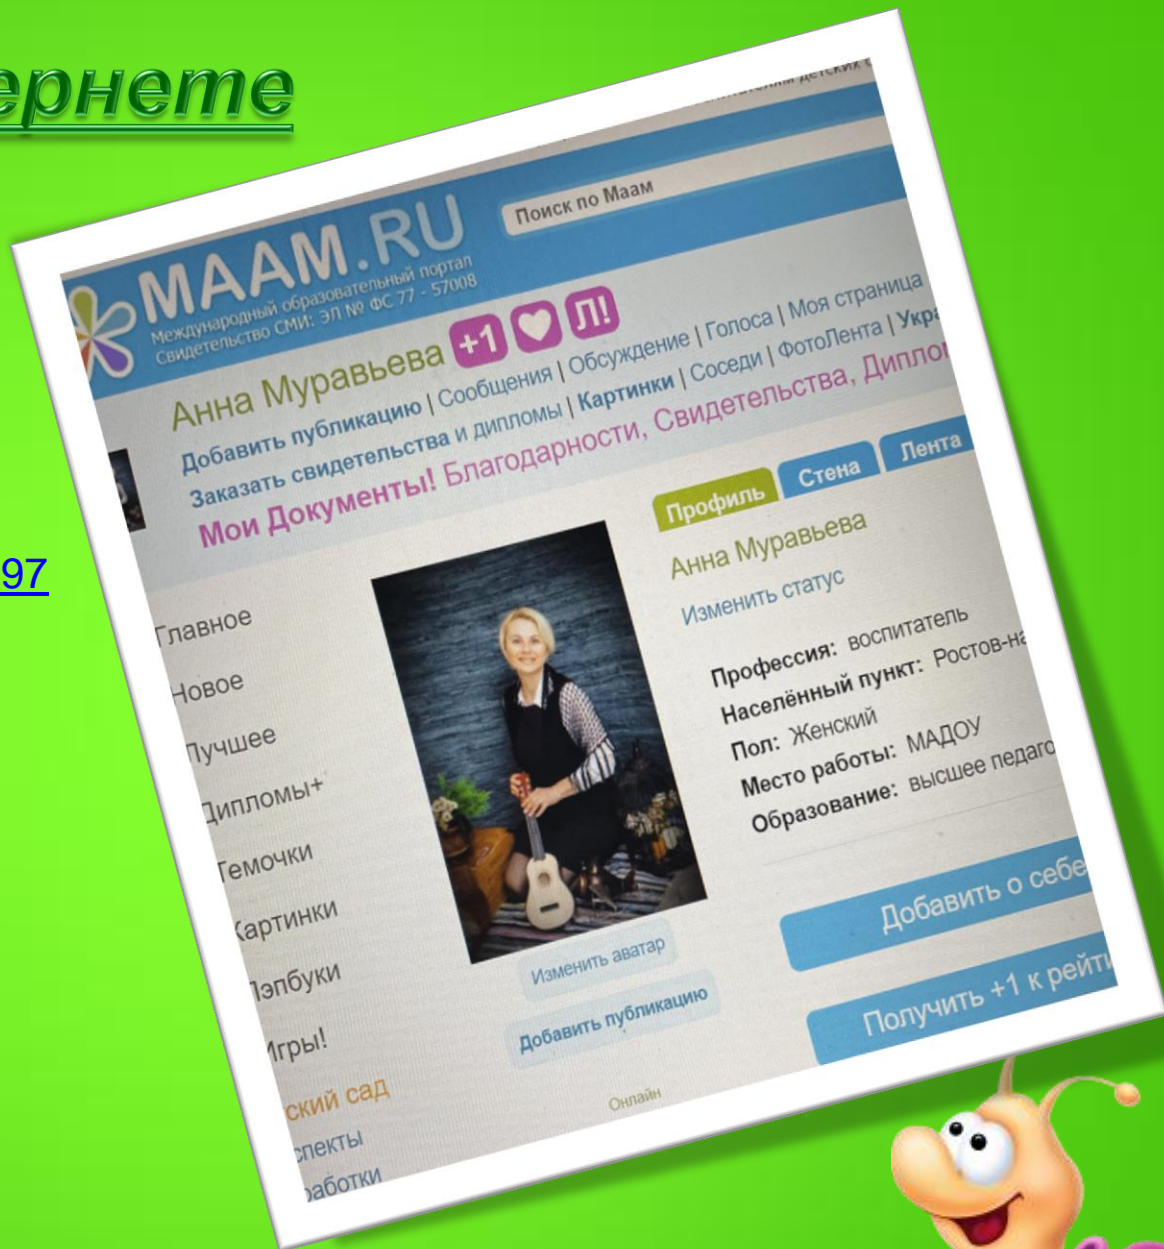 ернете
97
Поиск по Маам
MAAM.RU
Международный образовательный портал
Свидетельство СМИ: ЭЛ № ФС 77 - 57008
Анна Муравьева +1 Л!
Добавить публикацию | Сообщения | Обсуждение | Голоса | Моя страница
Заказать свидетельства и дипломы | Картинки | Соседи | ФотоЛента | Укра
Мои Документы! Благодарности, Свидетельства, Диплом
Профиль Стена Лента
Анна Муравьева
Изменить статус
Профессия: воспитатель
Населённый пункт: Ростов-на
Пол: Женский
Место работы: МАДОУ
Образование: высшее педаго
Добавить о себе
Получить +1 к рейти
Главное
Новое
Лучшее
Дипломы+
Темочки
Картинки
Лэпбуки
Игры!
ский сад
спекты
работки
Изменить аватар
Добавить публикацию
Онлайн